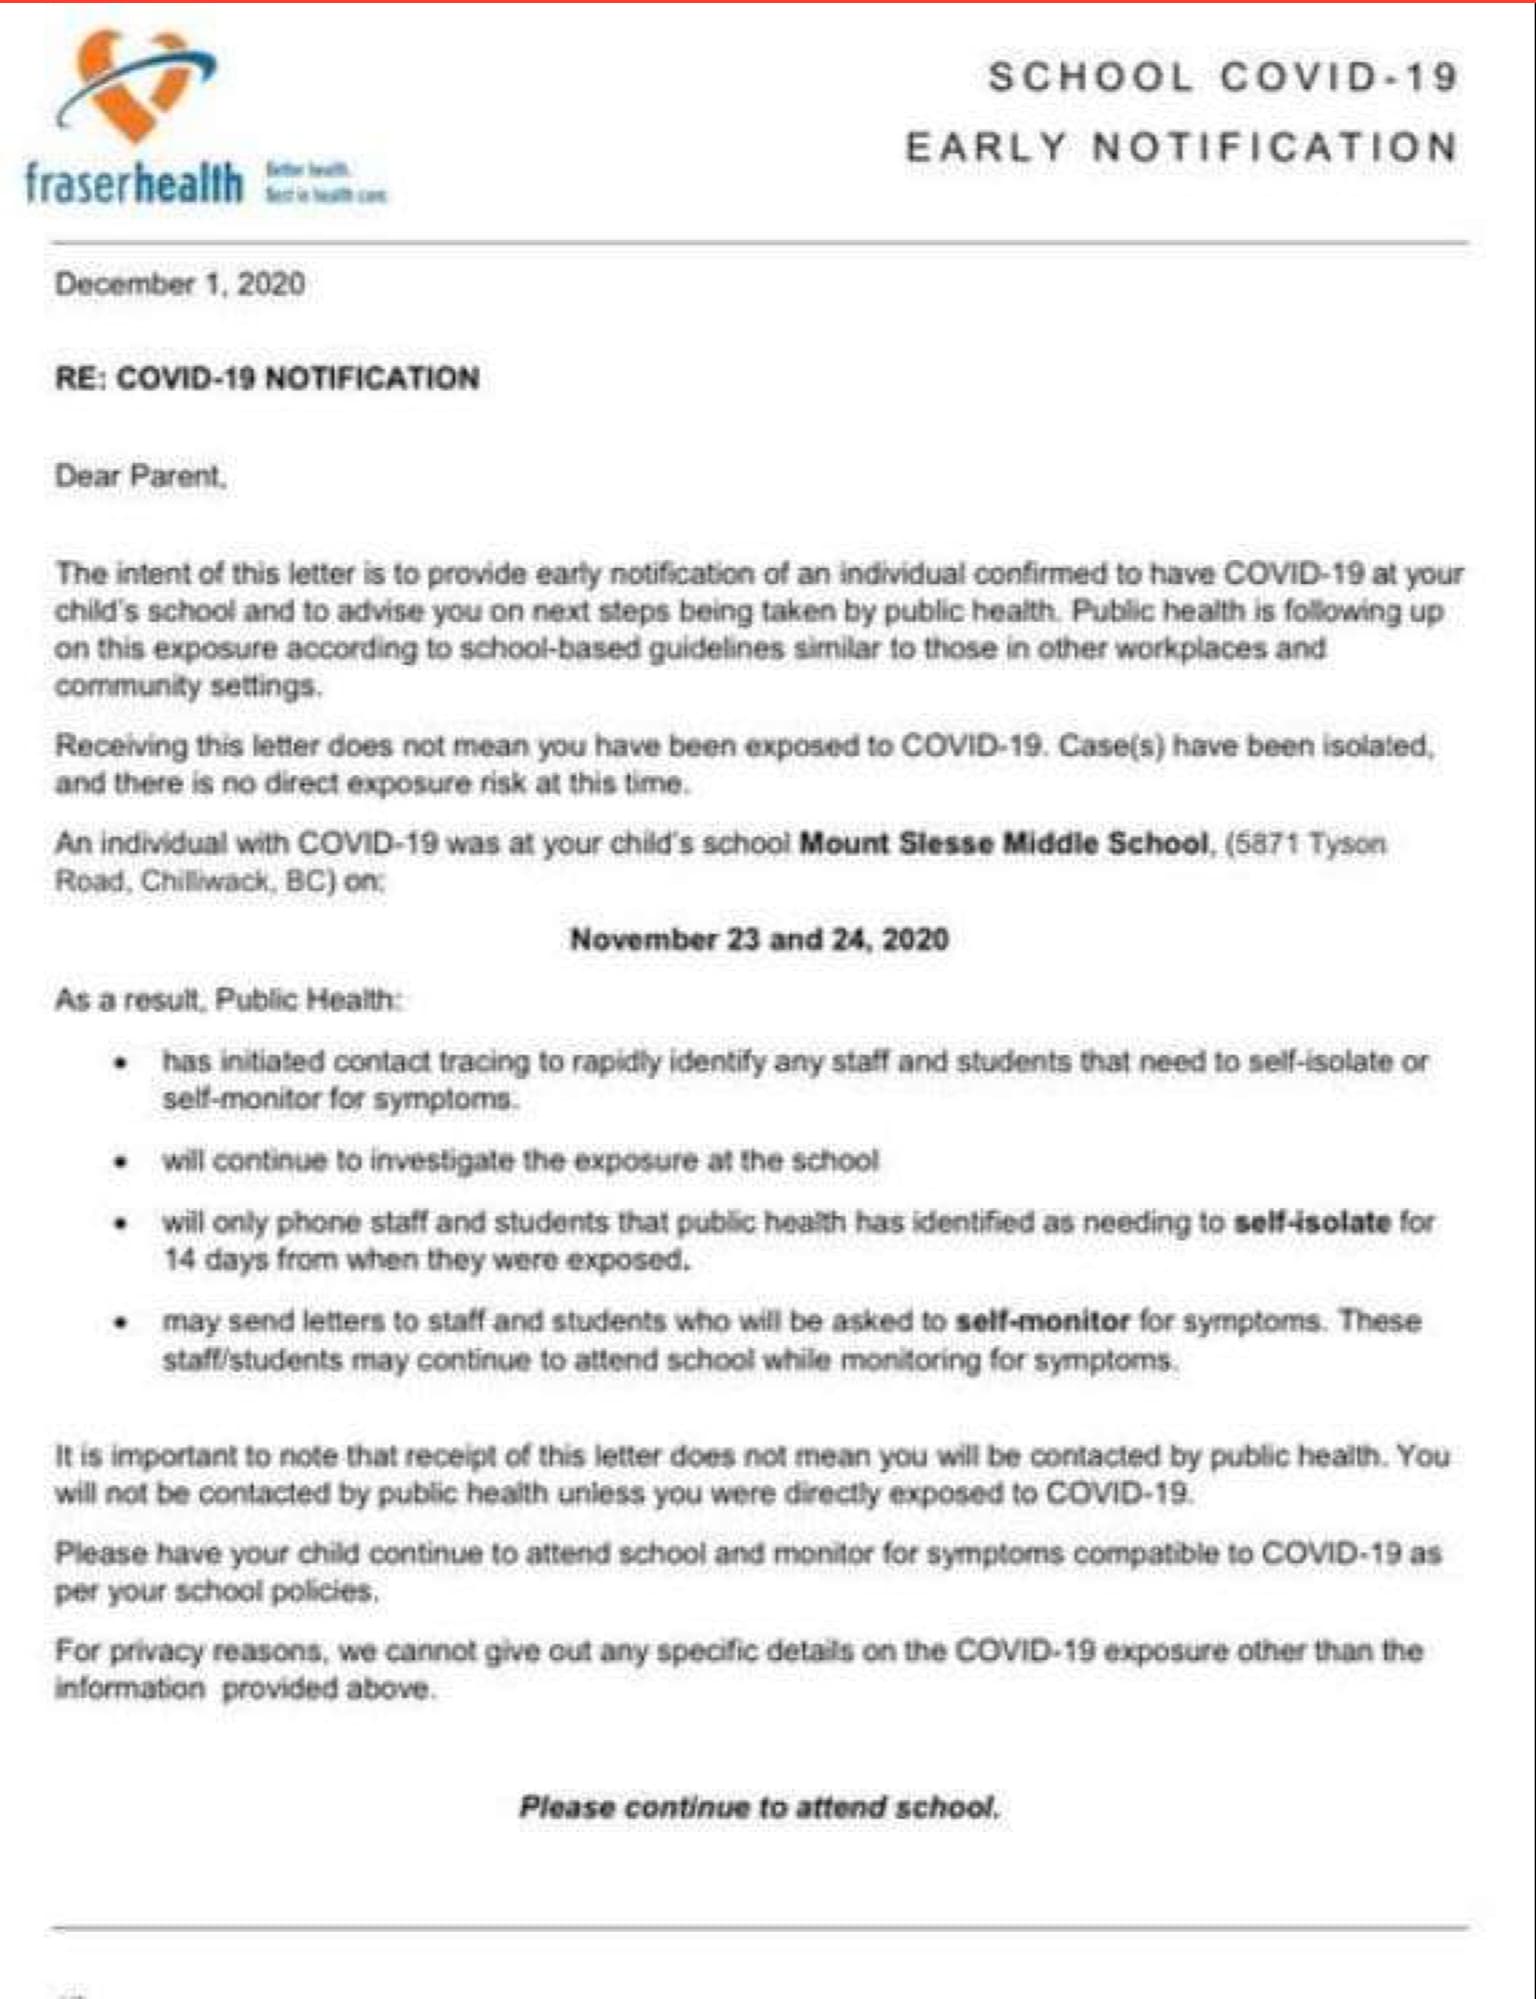 SCHOOL COVID-19
EARLY NOTIFICATION
fraserhealth
Better health.
Best in health care.
December 1, 2020
RE: COVID-19 NOTIFICATION
Dear Parent,
The intent of this letter is to provide early notification of an individual confirmed to have COVID-19 at your
child's school and to advise you on next steps being taken by public health. Public health is following up
on this exposure according to school-based guidelines similar to those in other workplaces and
community settings.
Receiving this letter does not mean you have been exposed to COVID-19. Case(s) have been isolated,
and there is no direct exposure risk at this time.
An individual with COVID-19 was at your child's school Mount Slesse Middle School, (5871 Tyson
Road, Chilliwack, BC) on:
November 23 and 24, 2020
As a result, Public Health:
• has initiated contact tracing to rapidly identify any staff and students that need to self-isolate or
self-monitor for symptoms.
• will continue to investigate the exposure at the school
• will only phone staff and students that public health has identified as needing to self-isolate for
14 days from when they were exposed.
• may send letters to staff and students who will be asked to self-monitor for symptoms. These
staff/students may continue to attend school while monitoring for symptoms.
It is important to note that receipt of this letter does not mean you will be contacted by public health. You
will not be contacted by public health unless you were directly exposed to COVID-19.
Please have your child continue to attend school and monitor for symptoms compatible to COVID-19 as
per your school policies.
For privacy reasons, we cannot give out any specific details on the COVID-19 exposure other than the
information provided above.
Please continue to attend school.